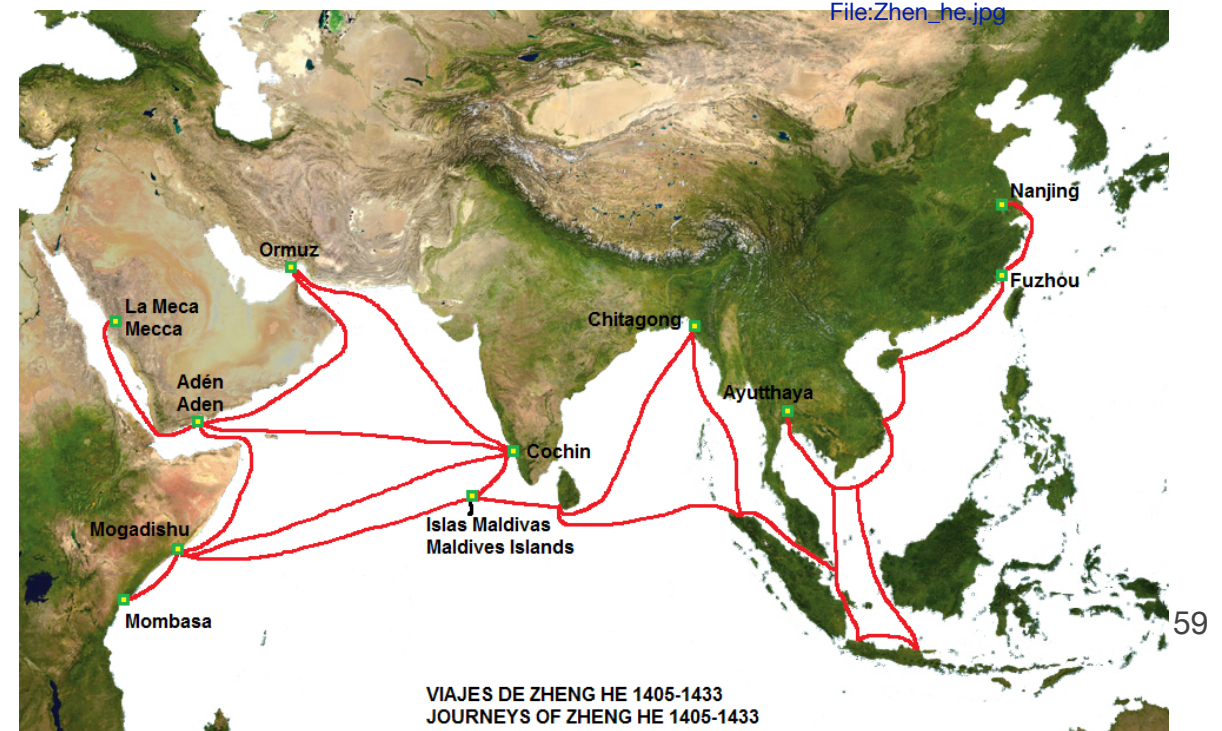 File:Zhen_he.jpg
Nanjing
Ormuz
Fuzhou
La Meca
Mecca
Chitagong
Adén
Aden
Ayutthaya
Cochin
Islas Maldivas
Maldives Islands
Mogadishu
Mombasa
59
VIAJES DE ZHENG HE 1405-1433
JOURNEYS OF ZHENG HE 1405-1433